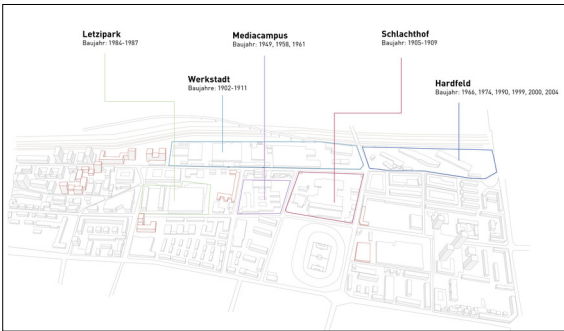 Letzipark
Baujahr: 1984-1987
Mediacampus
Baujahr: 1949, 1958, 1961
Schlachthof
Baujahr: 1905-1909
Werkstadt
Baujahre: 1902-1911
Hardfeld
Baujahr: 1966, 1974, 1990, 1999, 2000, 2004